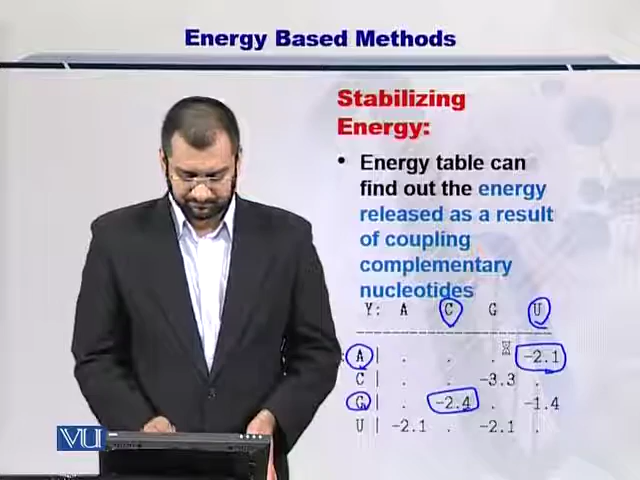 Energy Based Methods
Stabilizing
Energy:
• Energy table can
find out the energy
released as a result
of coupling
complementary
nucleotides
Y: A C G U
A | . . . -2.1
C | . . -3.3 .
G | . -2.4 . -1.4
U | -2.1 . -2.1 .
VU